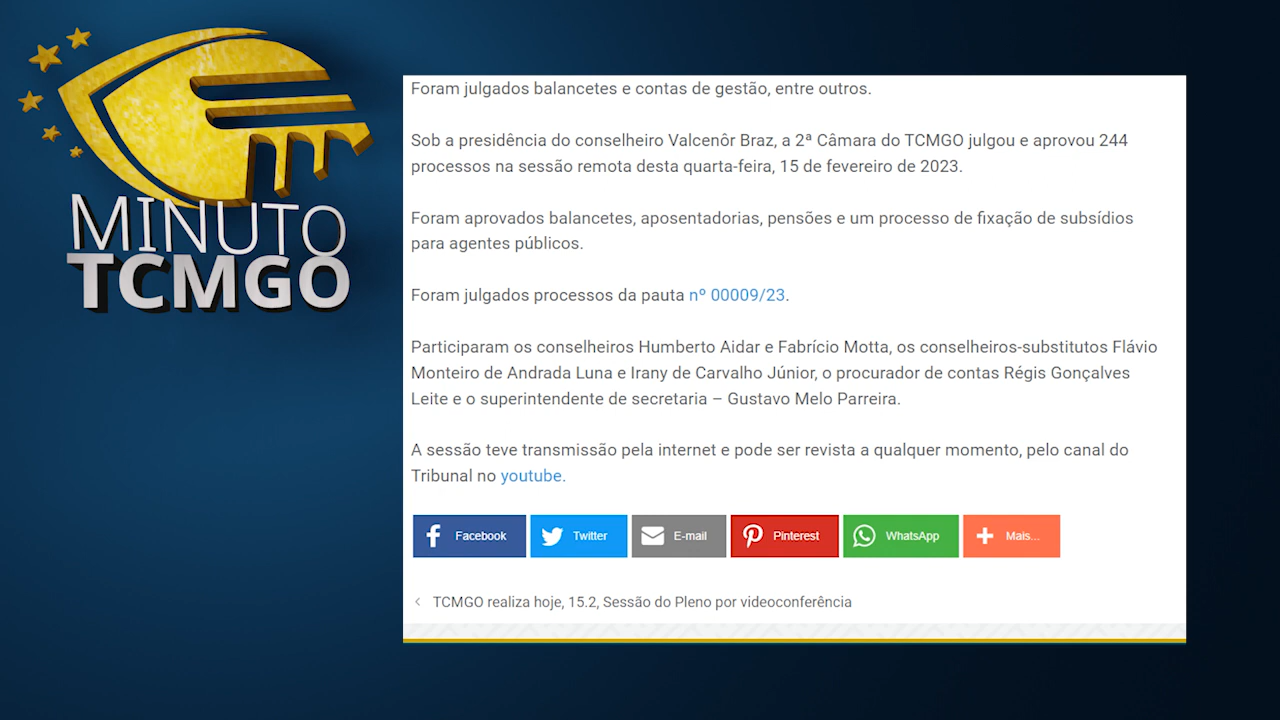 MINUTO
TCMGO
Foram julgados balancetes e contas de gestão, entre outros.
Sob a presidência do conselheiro Valcenôr Braz, a 2ª Câmara do TCMGO julgou e aprovou 244
processos na sessão remota desta quarta-feira, 15 de fevereiro de 2023.
Foram aprovados balancetes, aposentadorias, pensões e um processo de fixação de subsídios
para agentes públicos.
Foram julgados processos da pauta nº 00009/23.
Participaram os conselheiros Humberto Aidar e Fabrício Motta, os conselheiros-substitutos Flávio
Monteiro de Andrada Luna e Irany de Carvalho Júnior, o procurador de contas Régis Gonçalves
Leite e o superintendente de secretaria – Gustavo Melo Parreira.
A sessão teve transmissão pela internet e pode ser revista a qualquer momento, pelo canal do
Tribunal no youtube.
Facebook Twitter E-mail Pinterest WhatsApp Mais...
TCMGO realiza hoje, 15.2, Sessão do Pleno por videoconferência